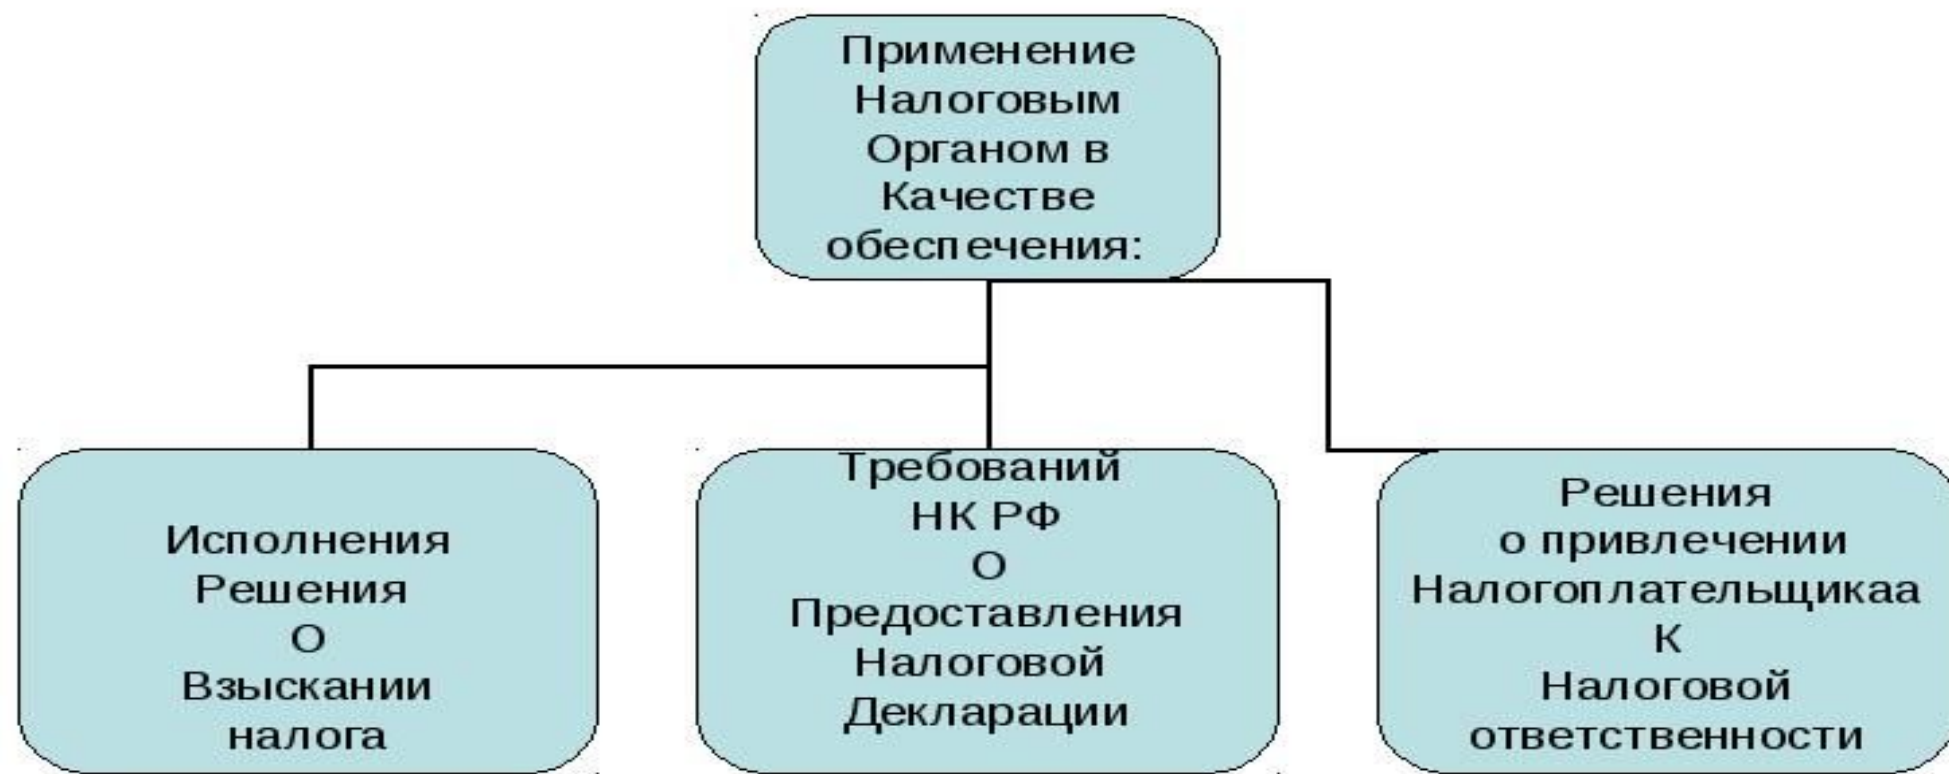 Применение
Налоговым
Органом в
Качестве
обеспечения:
Исполнения
Решения
О
Взыскании
налога
Требований
НК РФ
О
Предоставления
Налоговой
Декларации
Решения
о привлечении
Налогоплательщикаа
К
Налоговой
ответственности